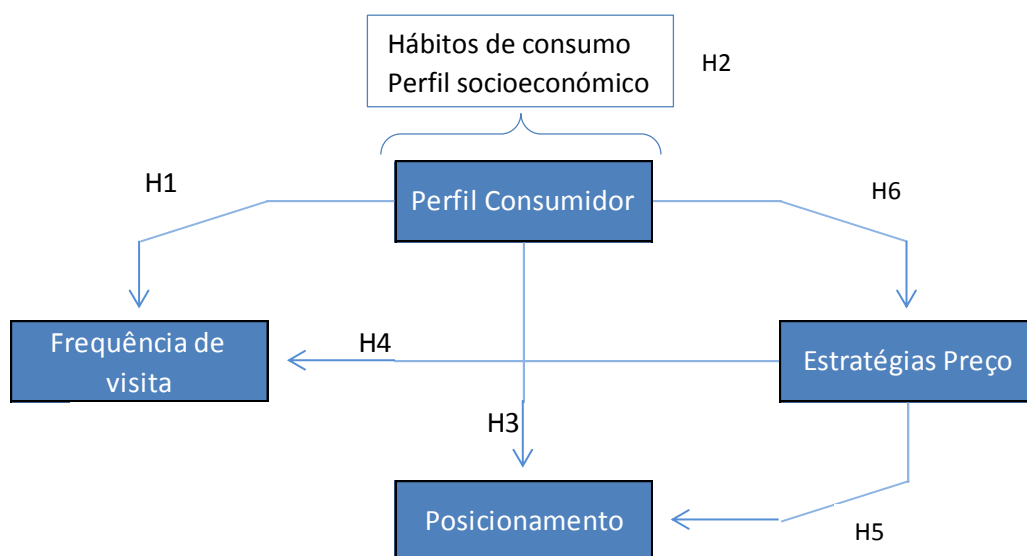 Hábitos de consumo
Perfil socioeconómico
H2
H1
Perfil Consumidor
H6
Frequência de
visita
H4
Estratégias Preço
H3
Posicionamento
H5